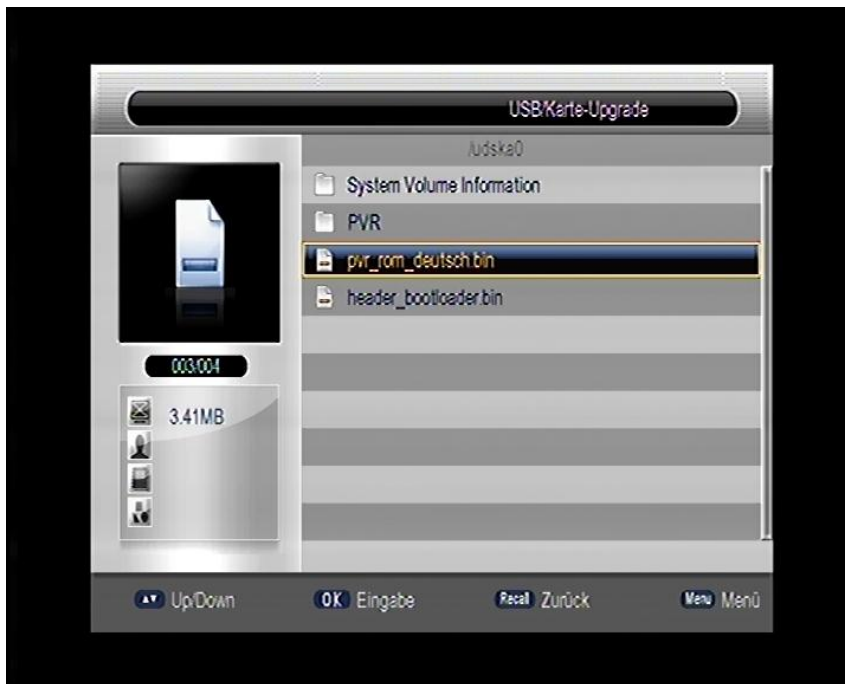 USB/Karte-Upgrade
/udska0
System Volume Information
PVR
pvr_rom_deutsch.bin
header_bootloader.bin
003/004
3.41MB
Up/Down
OK Eingabe
Recall Zurück
Menu Menü